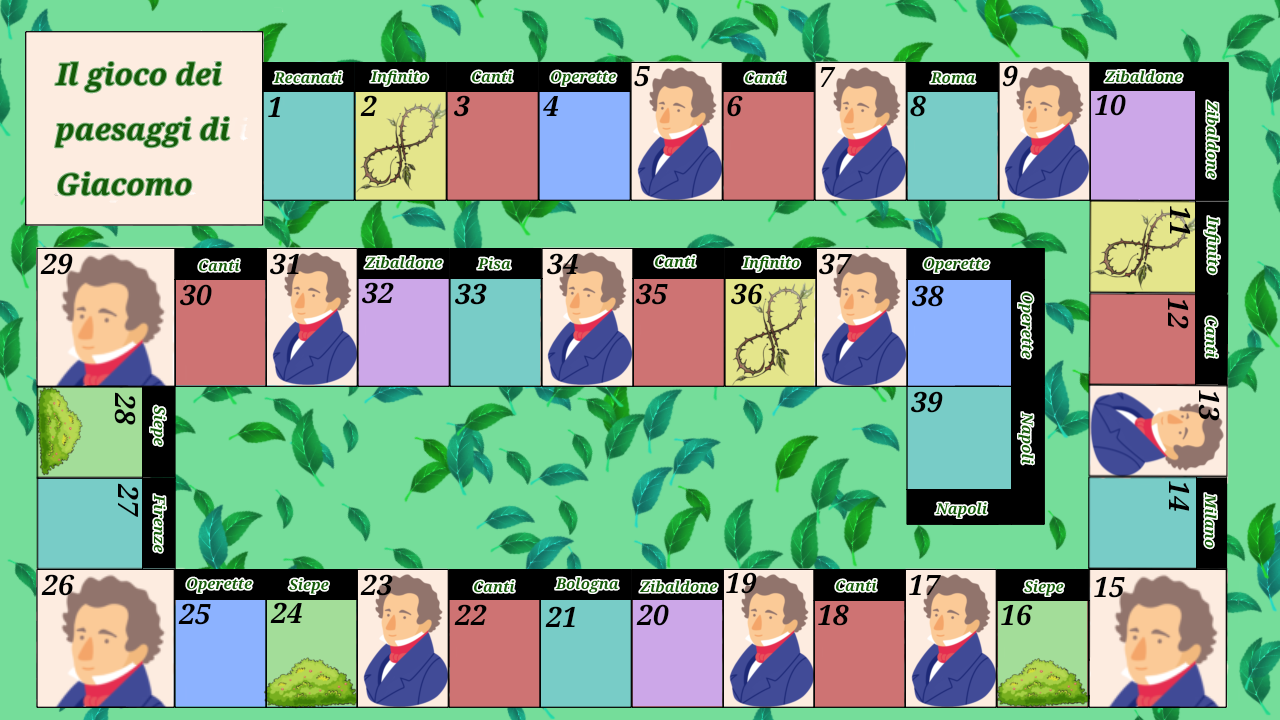 Il gioco dei
paesaggi di
Giacomo
Recanati
1
Infinito
2
Canti
3
Operette
4
5
Canti
6
7
Roma
8
9
Zibaldone
10
Zibaldone
Infinito
11
Canti
12
13
Milano
14
15
Siepe
16
17
Canti
18
19
Zibaldone
20
Bologna
21
Canti
22
23
Siepe
24
Operette
25
26
Firenze
27
Siepe
28
29
Canti
30
31
Zibaldone
32
Pisa
33
34
Canti
35
Infinito
36
37
Operette
38
Operette
39
Napoli
Napoli